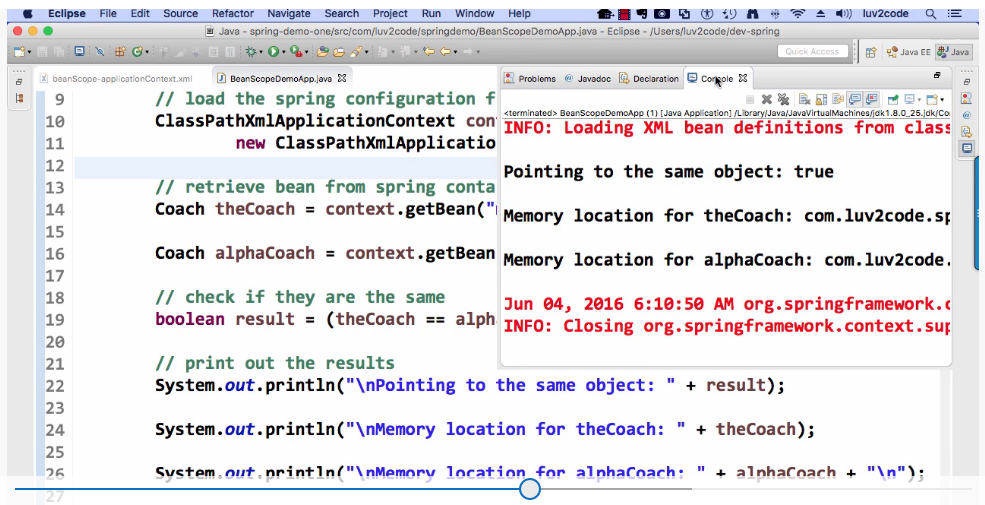 Eclipse File Edit Source Refactor Navigate Search Project Run Window Help luv2code
Java - spring-demo-one/src/com/luv2code/springdemo/BeanScopeDemoApp.java - Eclipse - /Users/luv2code/dev-spring
Quick Access Java EE Java
beanScope-applicationContext.xml BeanScopeDemoApp.java
9 // load the spring configuration f
10 ClassPathXmlApplicationContext con
11 new ClassPathXmlApplicatio
12
13 // retrieve bean from spring conta
14 Coach theCoach = context.getBean("
15
16 Coach alphaCoach = context.getBean
17
18 // check if they are the same
19 boolean result = (theCoach == alph
20
21 // print out the results
22 System.out.println("\nPointing to the same object: " + result);
23
24 System.out.println("\nMemory location for theCoach: " + theCoach);
25
26 System.out.println("\nMemory location for alphaCoach: " + alphaCoach + "\n");
27
Problems Javadoc Declaration Console
<terminated> BeanScopeDemoApp (1) [Java Application] /Library/Java/JavaVirtualMachines/jdk1.8.0_25.jdk/Co
INFO: Loading XML bean definitions from class
Pointing to the same object: true
Memory location for theCoach: com.luv2code.sp
Memory location for alphaCoach: com.luv2code.
Jun 04, 2016 6:10:50 AM org.springframework.c
INFO: Closing org.springframework.context.sup